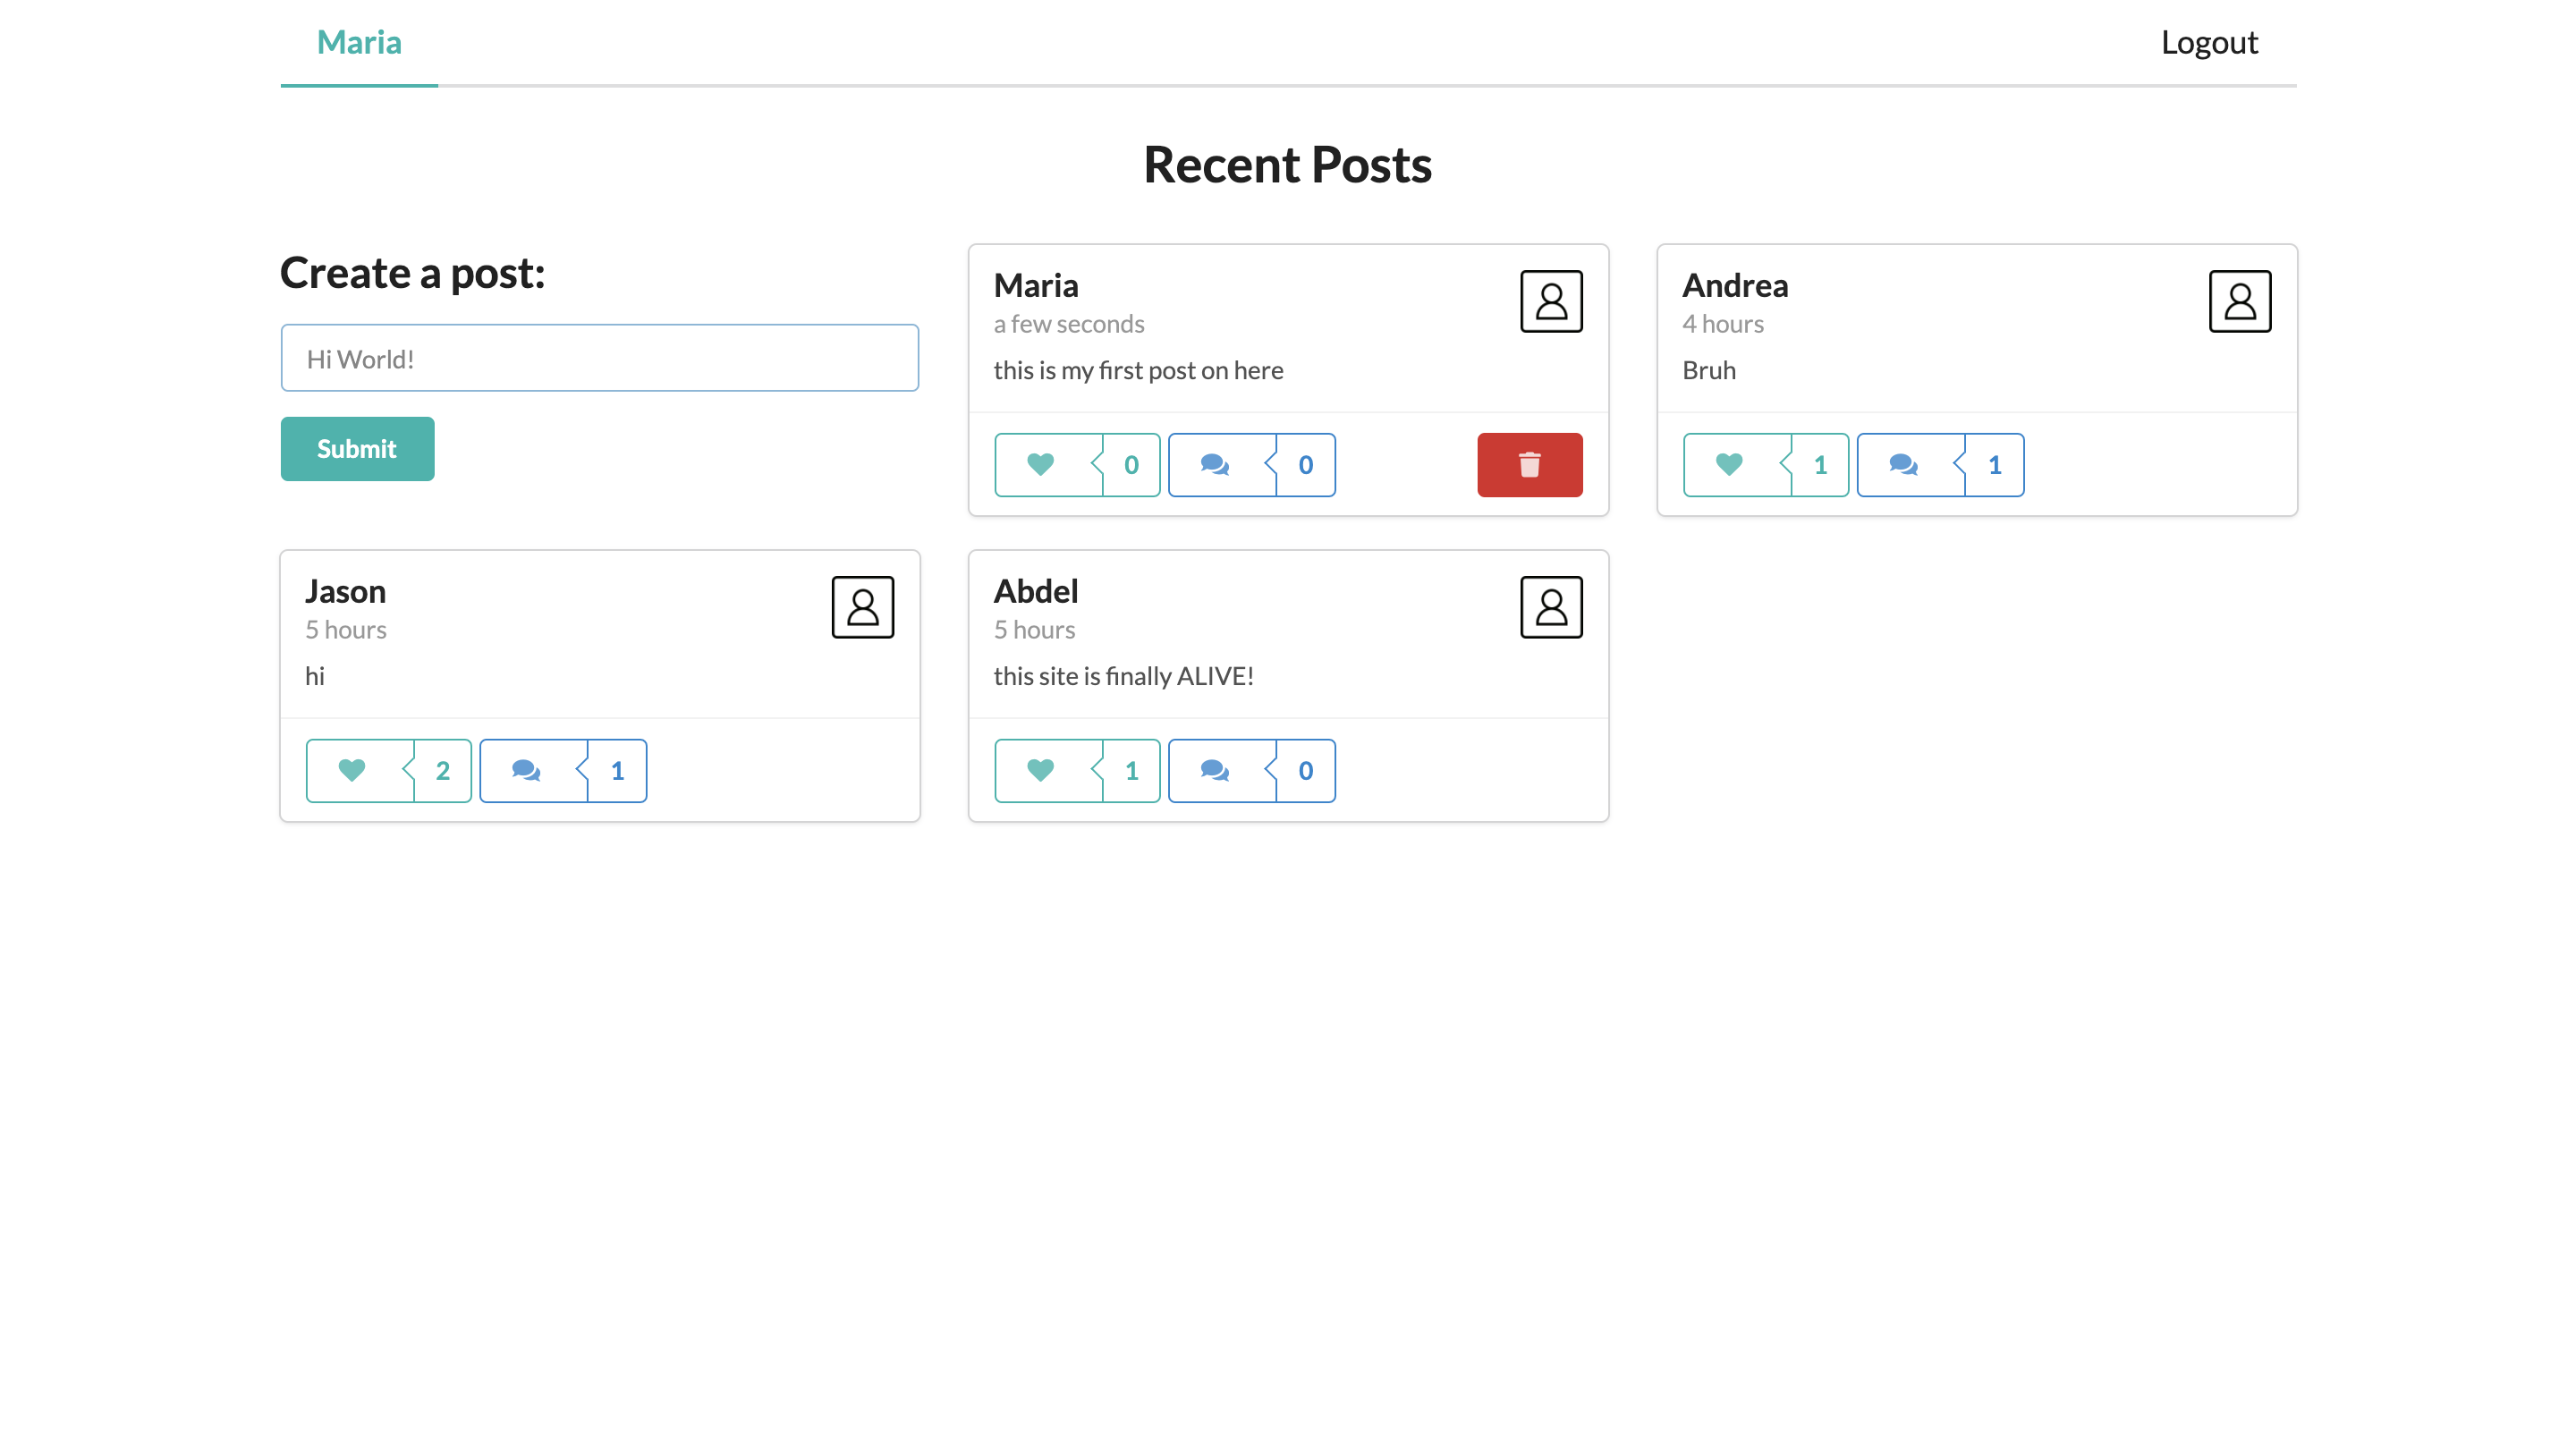 Maria
Logout
Recent Posts
Create a post:
Hi World!
Submit
Maria
a few seconds
this is my first post on here
0
0
Andrea
4 hours
Bruh
1
1
Jason
5 hours
hi
2
1
Abdel
5 hours
this site is finally ALIVE!
1
0